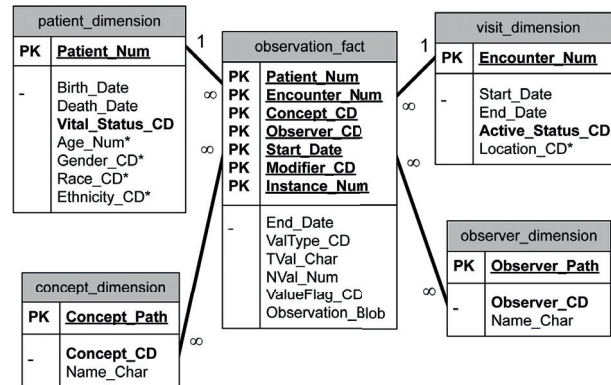 patient_dimension
PK Patient_Num
- Birth_Date
Death_Date
Vital_Status_CD
Age_Num*
Gender_CD*
Race_CD*
Ethnicity_CD*
1
∞
observation_fact
PK Patient_Num
PK Encounter_Num
PK Concept_CD
PK Observer_CD
PK Start_Date
PK Modifier_CD
PK Instance_Num
- End_Date
ValType_CD
TVal_Char
NVal_Num
ValueFlag_CD
Observation_Blob
1
∞
visit_dimension
PK Encounter_Num
- Start_Date
End_Date
Active_Status_CD
Location_CD*
∞
∞
concept_dimension
PK Concept_Path
- Concept_CD
Name_Char
∞
∞
observer_dimension
PK Observer_Path
- Observer_CD
Name_Char